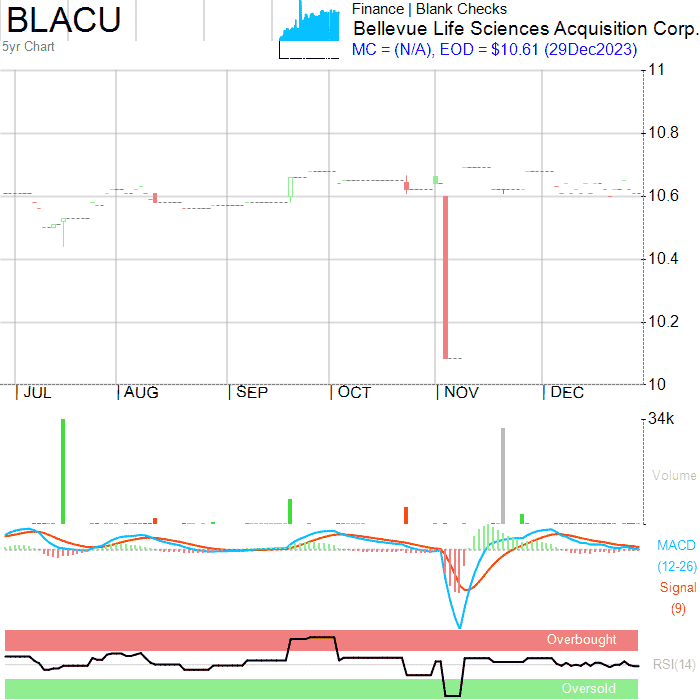 BLACU
5yr Chart
Finance | Blank Checks
Bellevue Life Sciences Acquisition Corp.
MC = (N/A), EOD = $10.61 (29Dec2023)
11
10.8
10.6
10.4
10.2
10
JUL AUG SEP OCT NOV DEC
34k
Volume
MACD
(12-26)
Signal
(9)
Overbought
RSI(14)
Oversold